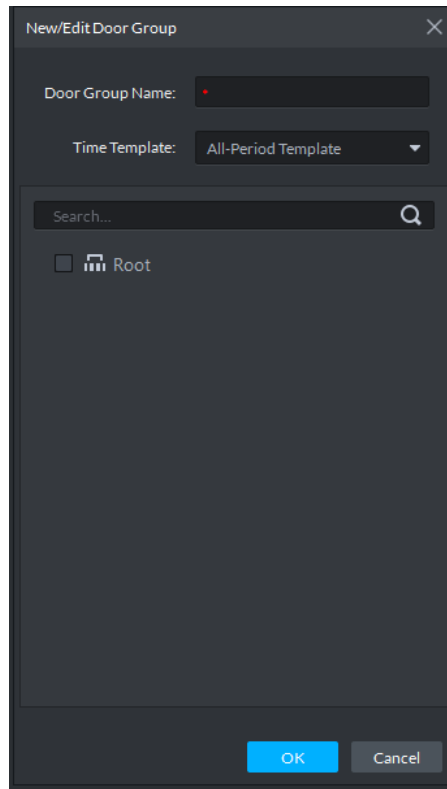 New/Edit Door Group
Door Group Name:
Time Template: All-Period Template
Search...
Root
OK Cancel